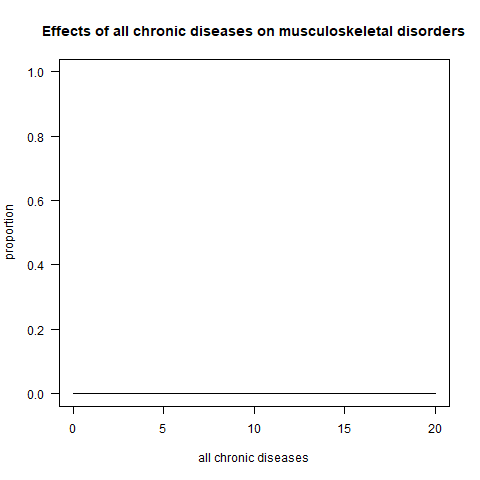 Effects of all chronic diseases on musculoskeletal disorders
1.0
0.8
0.6
0.4
0.2
0.0
proportion
0 5 10 15 20
all chronic diseases